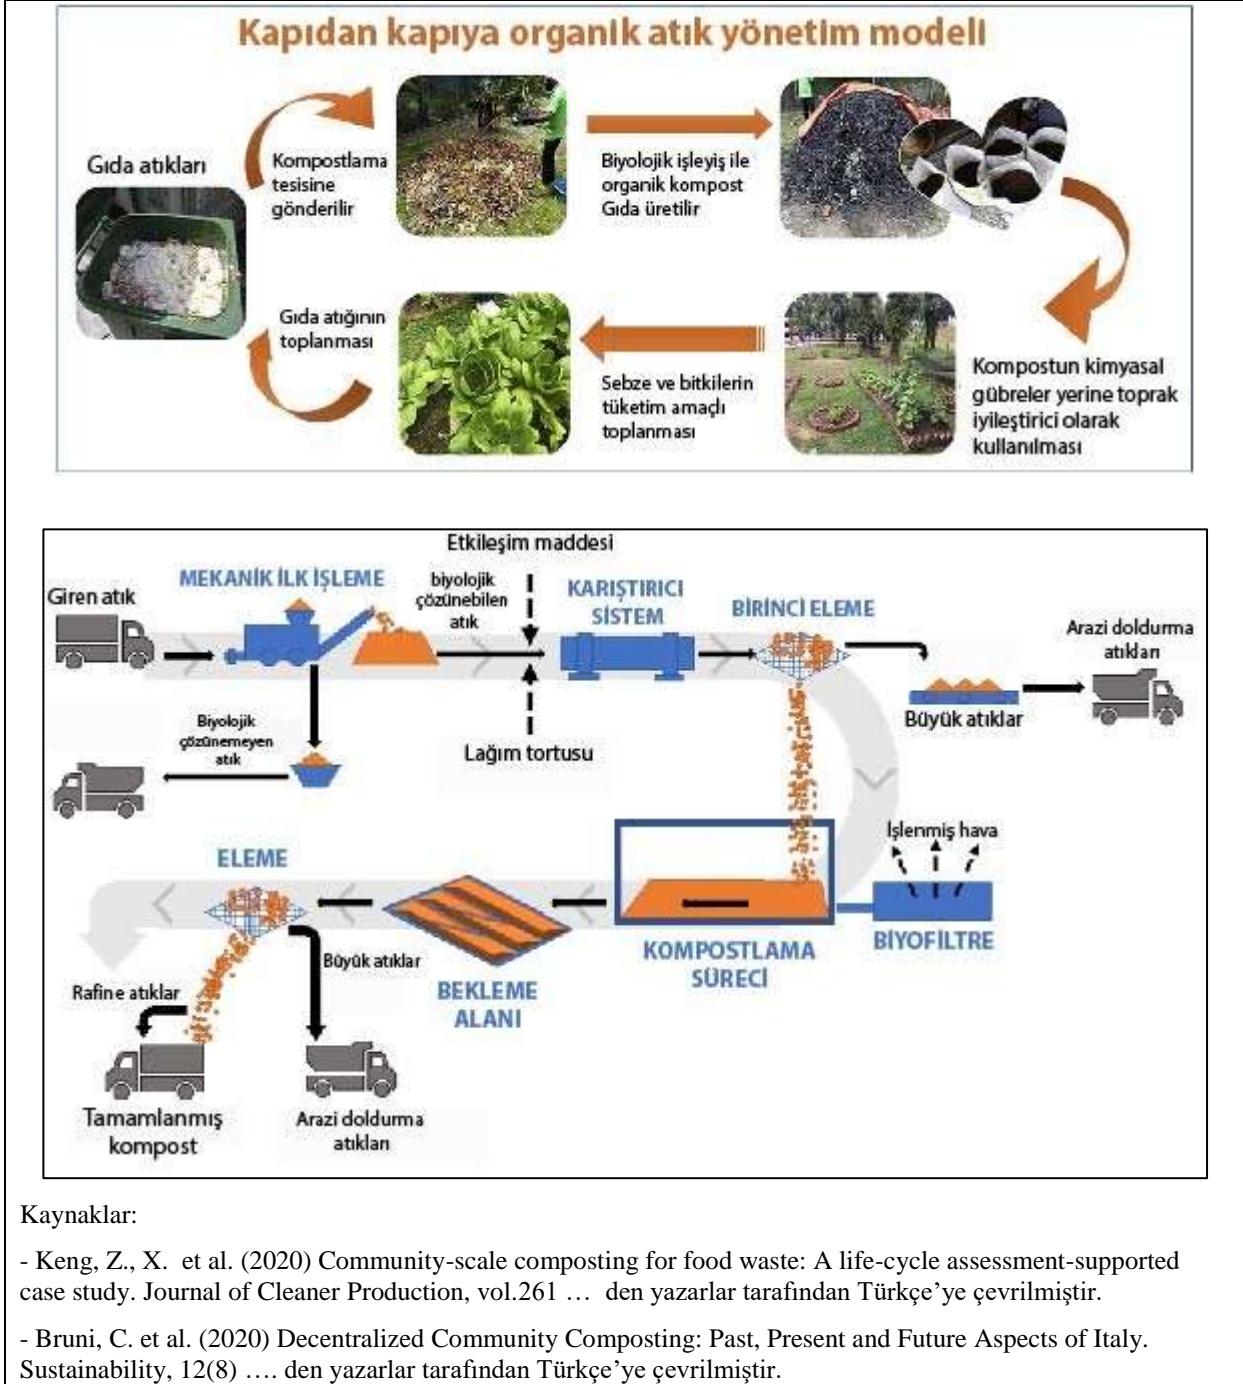 Kapıdan kapıya organik atık yönetim modeli
Gıda atıkları
Kompostlama
tesisine
gönderilir
Biyolojik işleyiş ile
organik kompost
Gıda üretilir
Kompostun kimyasal
gübreler yerine toprak
iyileştirici olarak
kullanılması
Sebze ve bitkilerin
tüketim amaçlı
toplanması
Gıda atığının
toplanması
Etkileşim maddesi
Giren atık
MEKANİK İLK İŞLEME
biyolojik
çözünebilen
atık
KARIŞTIRICI
SİSTEM
BİRİNCİ ELEME
Arazi doldurma
atıkları
Büyük atıklar
Biyolojik
çözünemeyen
atık
Lağım tortusu
İşlenmiş hava
BİYOFİLTRE
KOMPOSTLAMA
SÜRECİ
BEKLEME
ALANI
ELEME
Büyük atıklar
Rafine atıklar
Tamamlanmış
kompost
Arazi doldurma
atıkları
Kaynaklar:
- Keng, Z., X. et al. (2020) Community-scale composting for food waste: A life-cycle assessment-supported
case study. Journal of Cleaner Production, vol.261 … den yazarlar tarafından Türkçe’ye çevrilmiştir.
- Bruni, C. et al. (2020) Decentralized Community Composting: Past, Present and Future Aspects of Italy.
Sustainability, 12(8) …. den yazarlar tarafından Türkçe’ye çevrilmiştir.